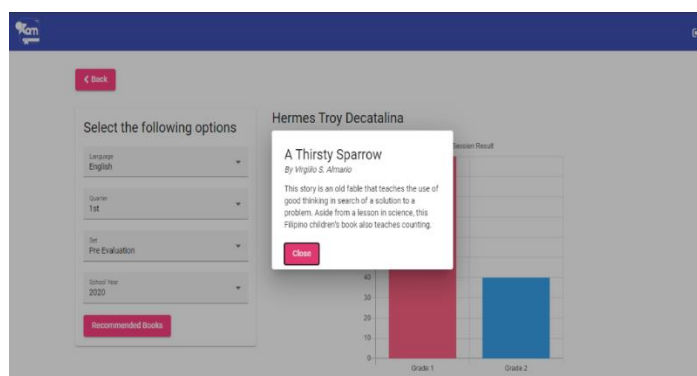 Back
Select the following options
Language
English
Quarter
1st
Set
Pre Evaluation
School Year
2020
Recommended Books
Hermes Troy Decatalina
Session Result
A Thirsty Sparrow
By Virgilio S. Almario
This story is an old fable that teaches the use of
good thinking in search of a solution to a
problem. Aside from a lesson in science, this
Filipino children's book also teaches counting.
Close
40
30
20
10
0
Grade 1
Grade 2